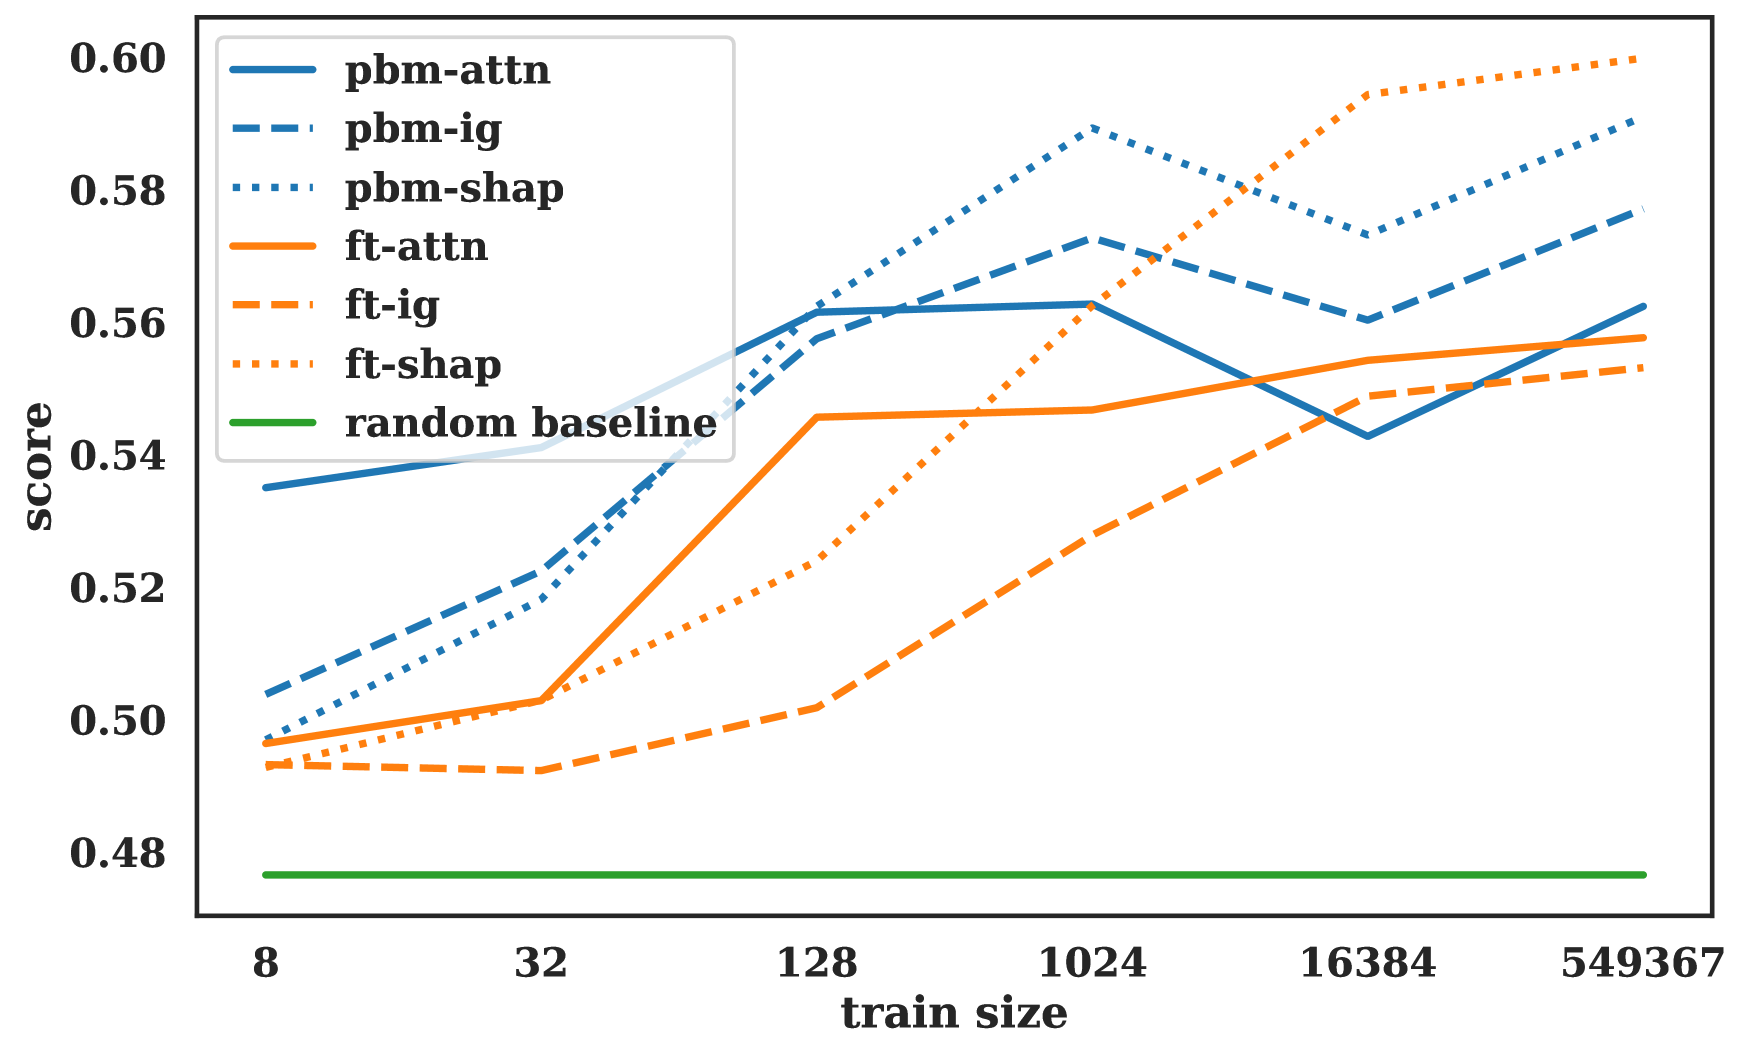 0.60
0.58
0.56
0.54
0.52
0.50
0.48
score
pbm-attn
pbm-ig
pbm-shap
ft-attn
ft-ig
ft-shap
random baseline
8 32 128 1024 16384 549367
train size